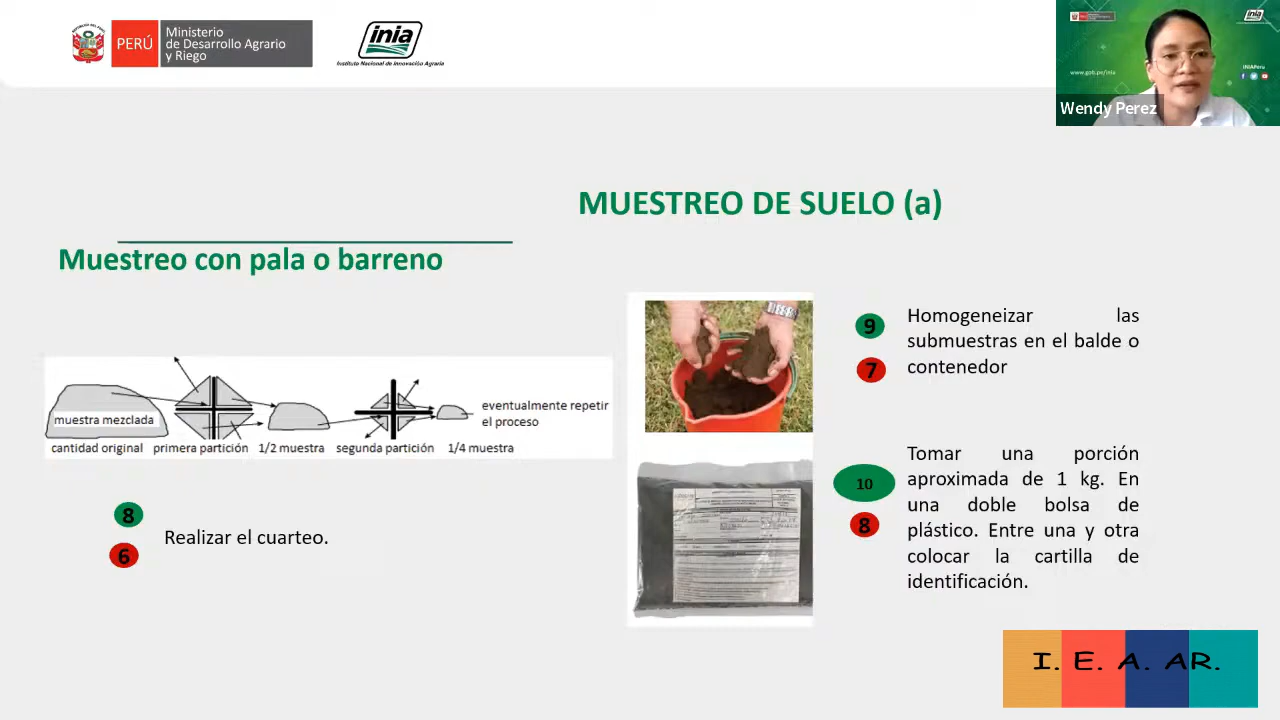 PERÚ
Ministerio
de Desarrollo Agrario
y Riego
inia
Instituto Nacional de Innovación Agraria
inia
www.gob.pe/inia
INIAPeru
Wendy Perez
MUESTREO DE SUELO (a)
Muestreo con pala o barreno
muestra mezclada
eventualmente repetir
el proceso
cantidad original
primera partición
1/2 muestra
segunda partición
1/4 muestra
8
6
Realizar el cuarteo.
9
7
Homogeneizar las
submuestras en el balde o
contenedor
10
8
Tomar una porción
aproximada de 1 kg. En
una doble bolsa de
plástico. Entre una y otra
colocar la cartilla de
identificación.
I. E. A. AR.